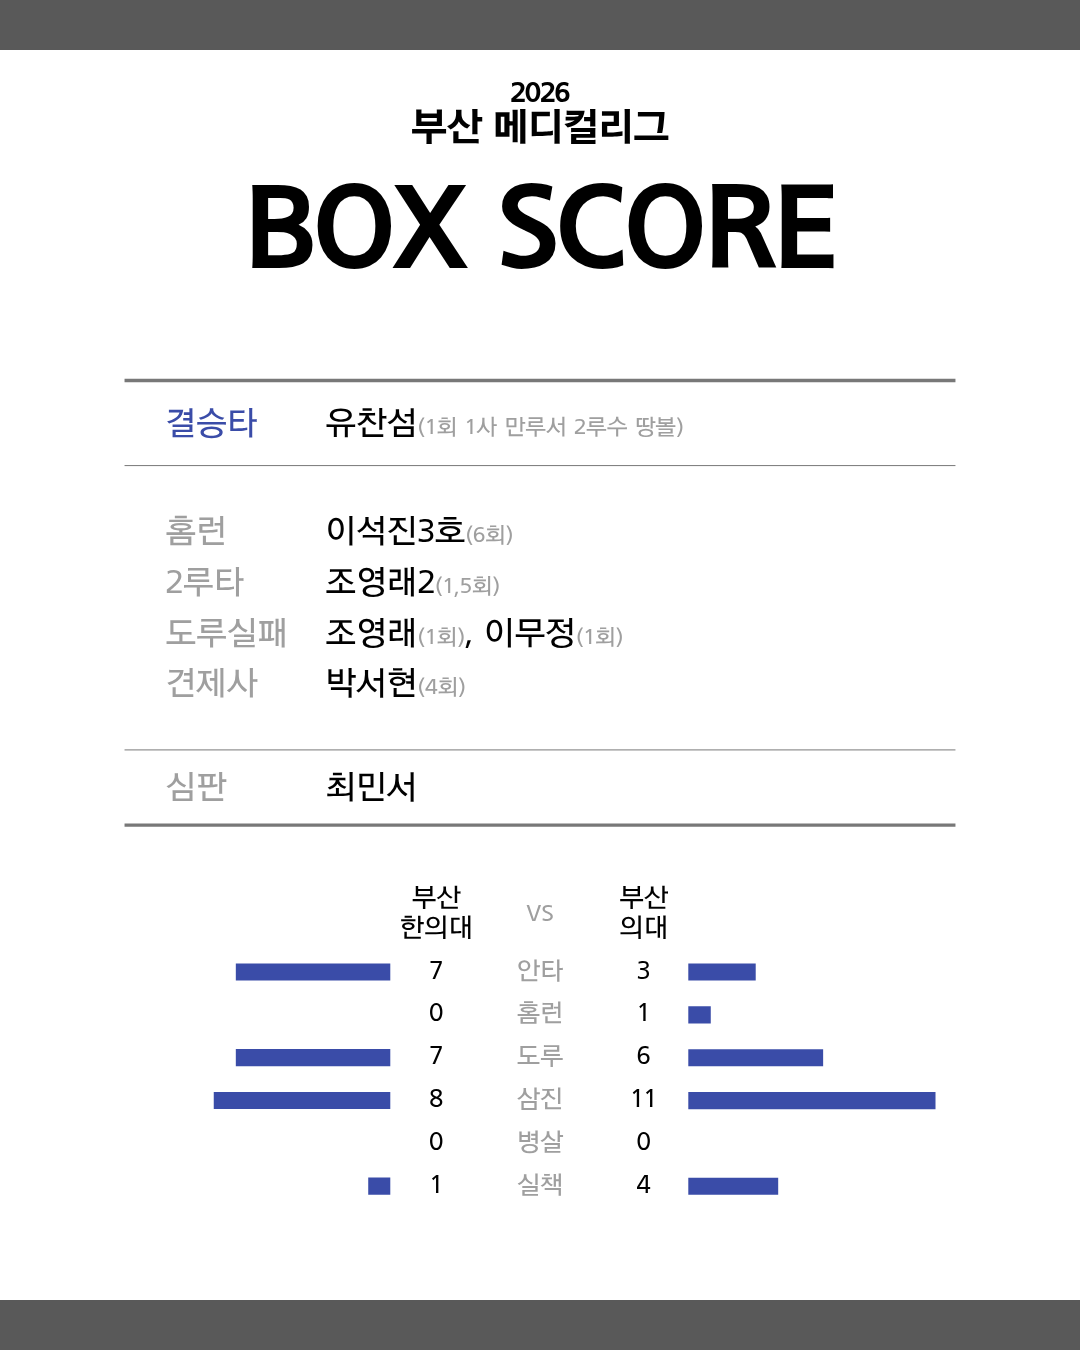 2026
부산 메디컬리그
BOX SCORE
결승타 유찬섬(1회 1사 만루서 2루수 땅볼)
홈런 이석진3호(6회)
2루타 조영래2(1,5회)
도루실패 조영래(1회), 이무정(1회)
견제사 박서현(4회)
심판 최민서
부산 한의대 VS 부산 의대
7 안타 3
0 홈런 1
7 도루 6
8 삼진 11
0 병살 0
1 실책 4